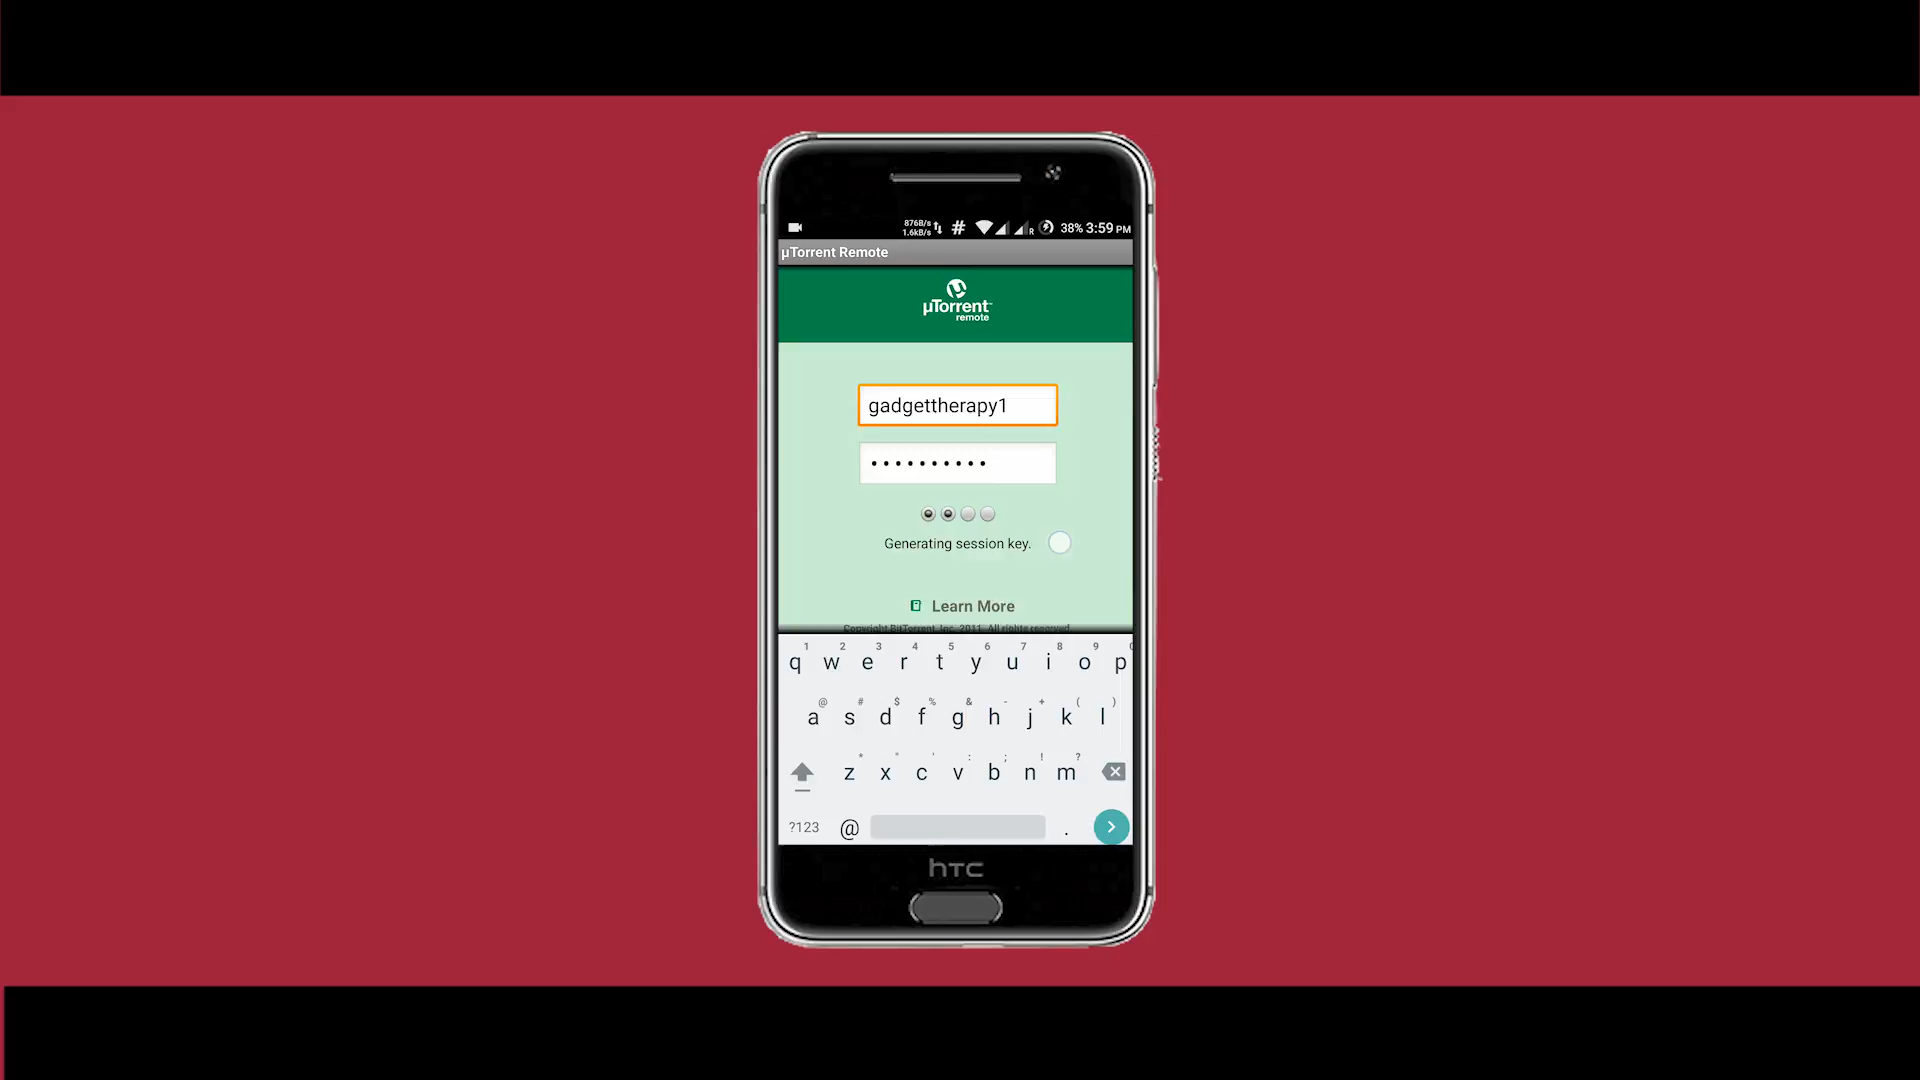 876B/s
1.6kB/s
R
38% 3:59 PM
µTorrent Remote
µTorrent
remote
gadgettherapy1
Generating session key.
Learn More
Copyright BitTorrent, Inc. 2011. All rights reserved.
1 2 3 4 5 6 7 8 9 0
q w e r t y u i o p
@ # $ % & - + ( )
a s d f g h j k l
* " ' : ; ! ?
z x c v b n m
?123 @ .
htc